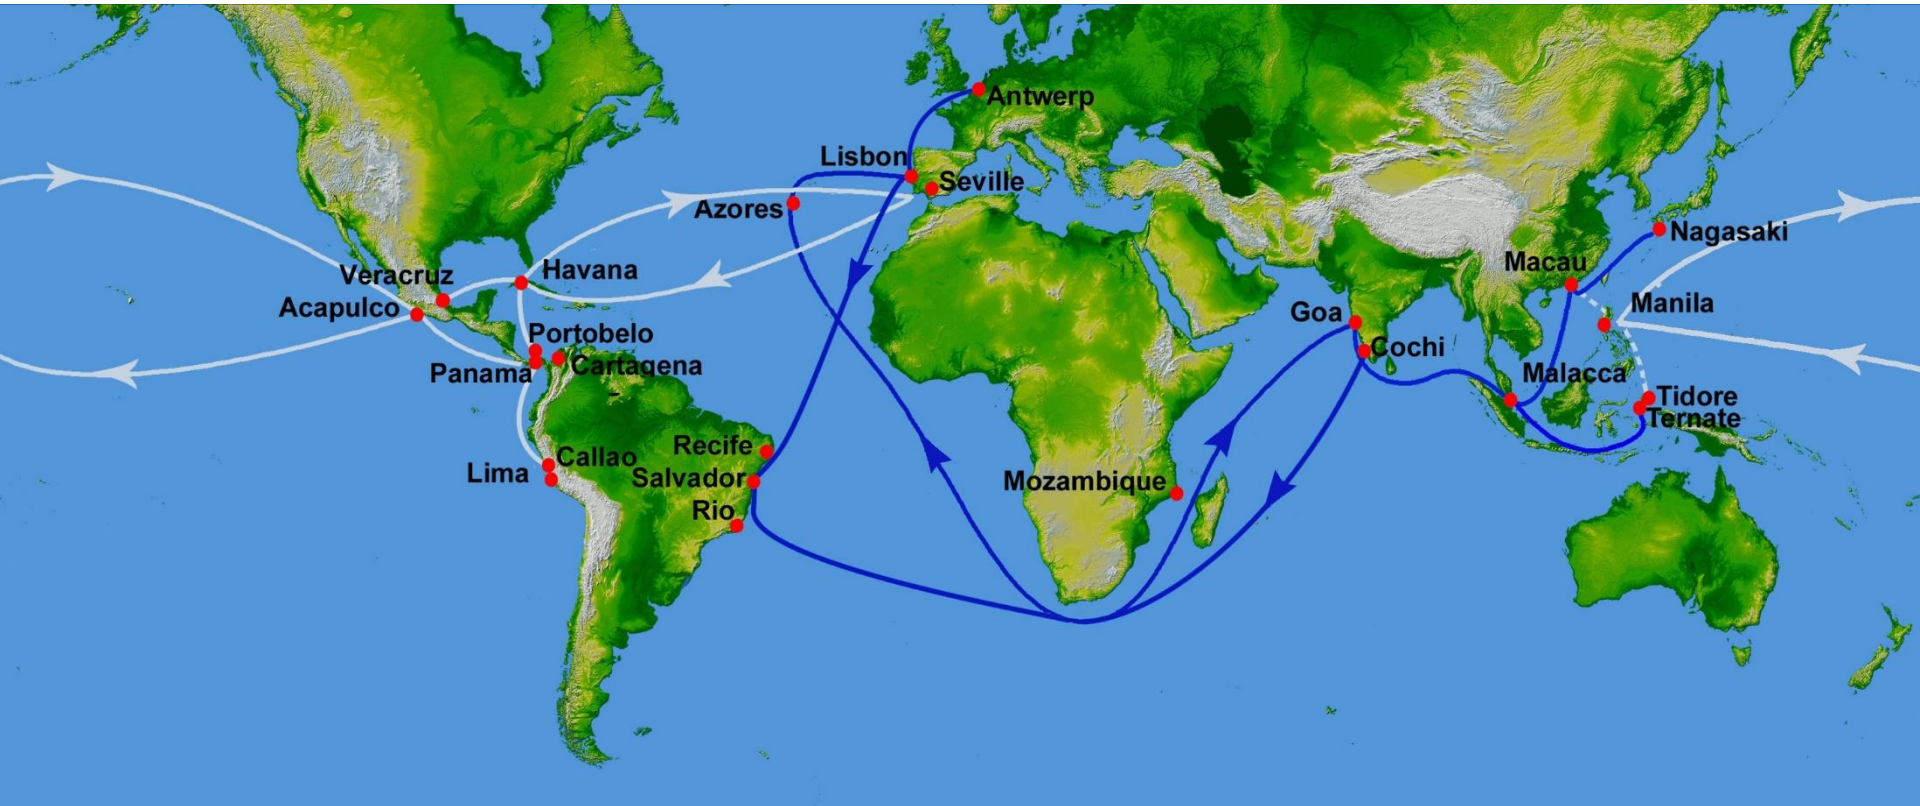 Antwerp
Lisbon
Seville
Azores
Nagasaki
Macau
Veracruz
Havana
Acapulco
Manila
Goa
Portobelo
Cochi
Panama
Cartagena
Malacca
Tidore
Ternate
Recife
Callao
Lima
Salvador
Mozambique
Rio